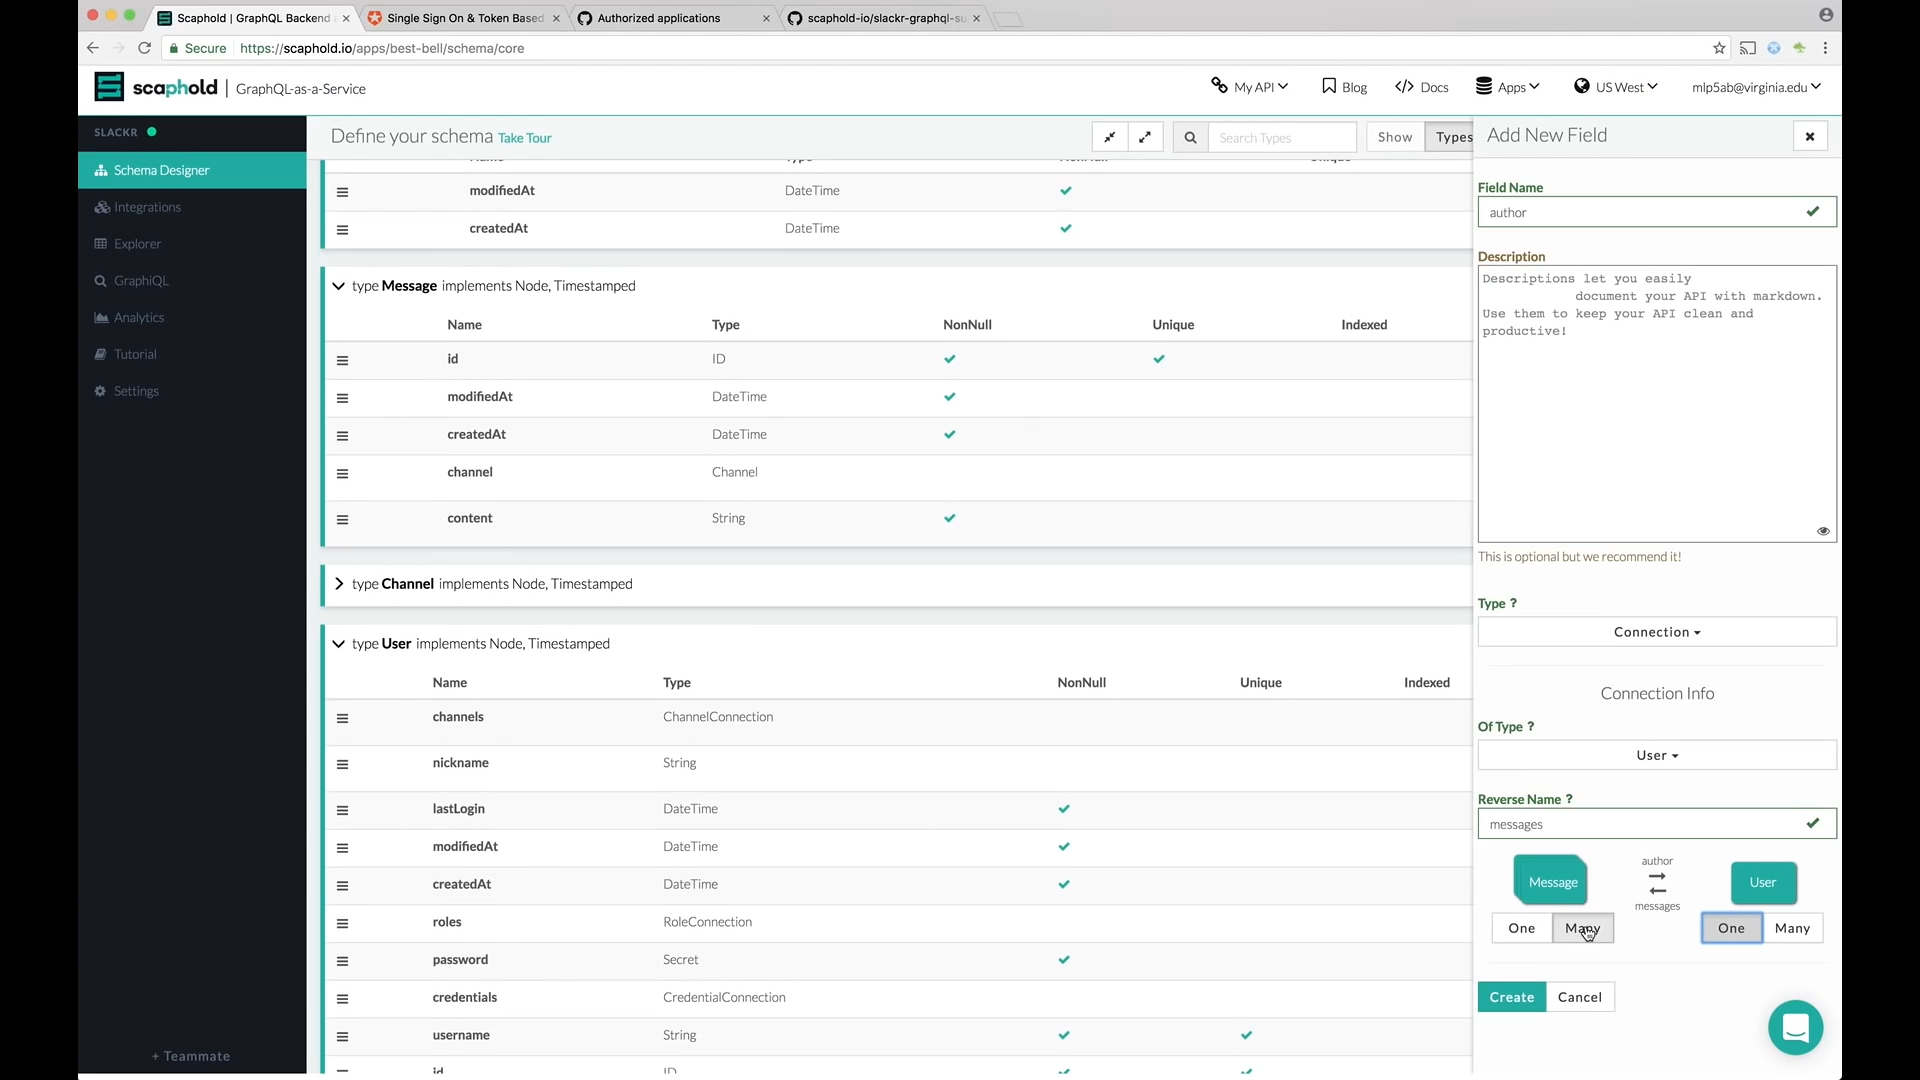 Scaphold | GraphQL Backend a
Single Sign On & Token Based
Authorized applications
scaphold-io/slackr-graphql-su
Secure https://scaphold.io/apps/best-bell/schema/core
scaphold | GraphQL-as-a-Service
My API
Blog
Docs
Apps
US West
mlp5ab@virginia.edu
SLACKR
Schema Designer
Integrations
Explorer
GraphiQL
Analytics
Tutorial
Settings
+ Teammate
Define your schema Take Tour
Search Types
Show Types
Name Type NonNull Unique
modifiedAt DateTime
createdAt DateTime
type Message implements Node, Timestamped
Name Type NonNull Unique Indexed
id ID
modifiedAt DateTime
createdAt DateTime
channel Channel
content String
type Channel implements Node, Timestamped
type User implements Node, Timestamped
Name Type NonNull Unique Indexed
channels ChannelConnection
nickname String
lastLogin DateTime
modifiedAt DateTime
createdAt DateTime
roles RoleConnection
password Secret
credentials CredentialConnection
username String
id ID
Add New Field
Field Name
author
Description
Descriptions let you easily
document your API with markdown.
Use them to keep your API clean and
productive!
This is optional but we recommend it!
Type ?
Connection
Connection Info
Of Type ?
User
Reverse Name ?
messages
author
Message User
messages
One Many One Many
Create Cancel